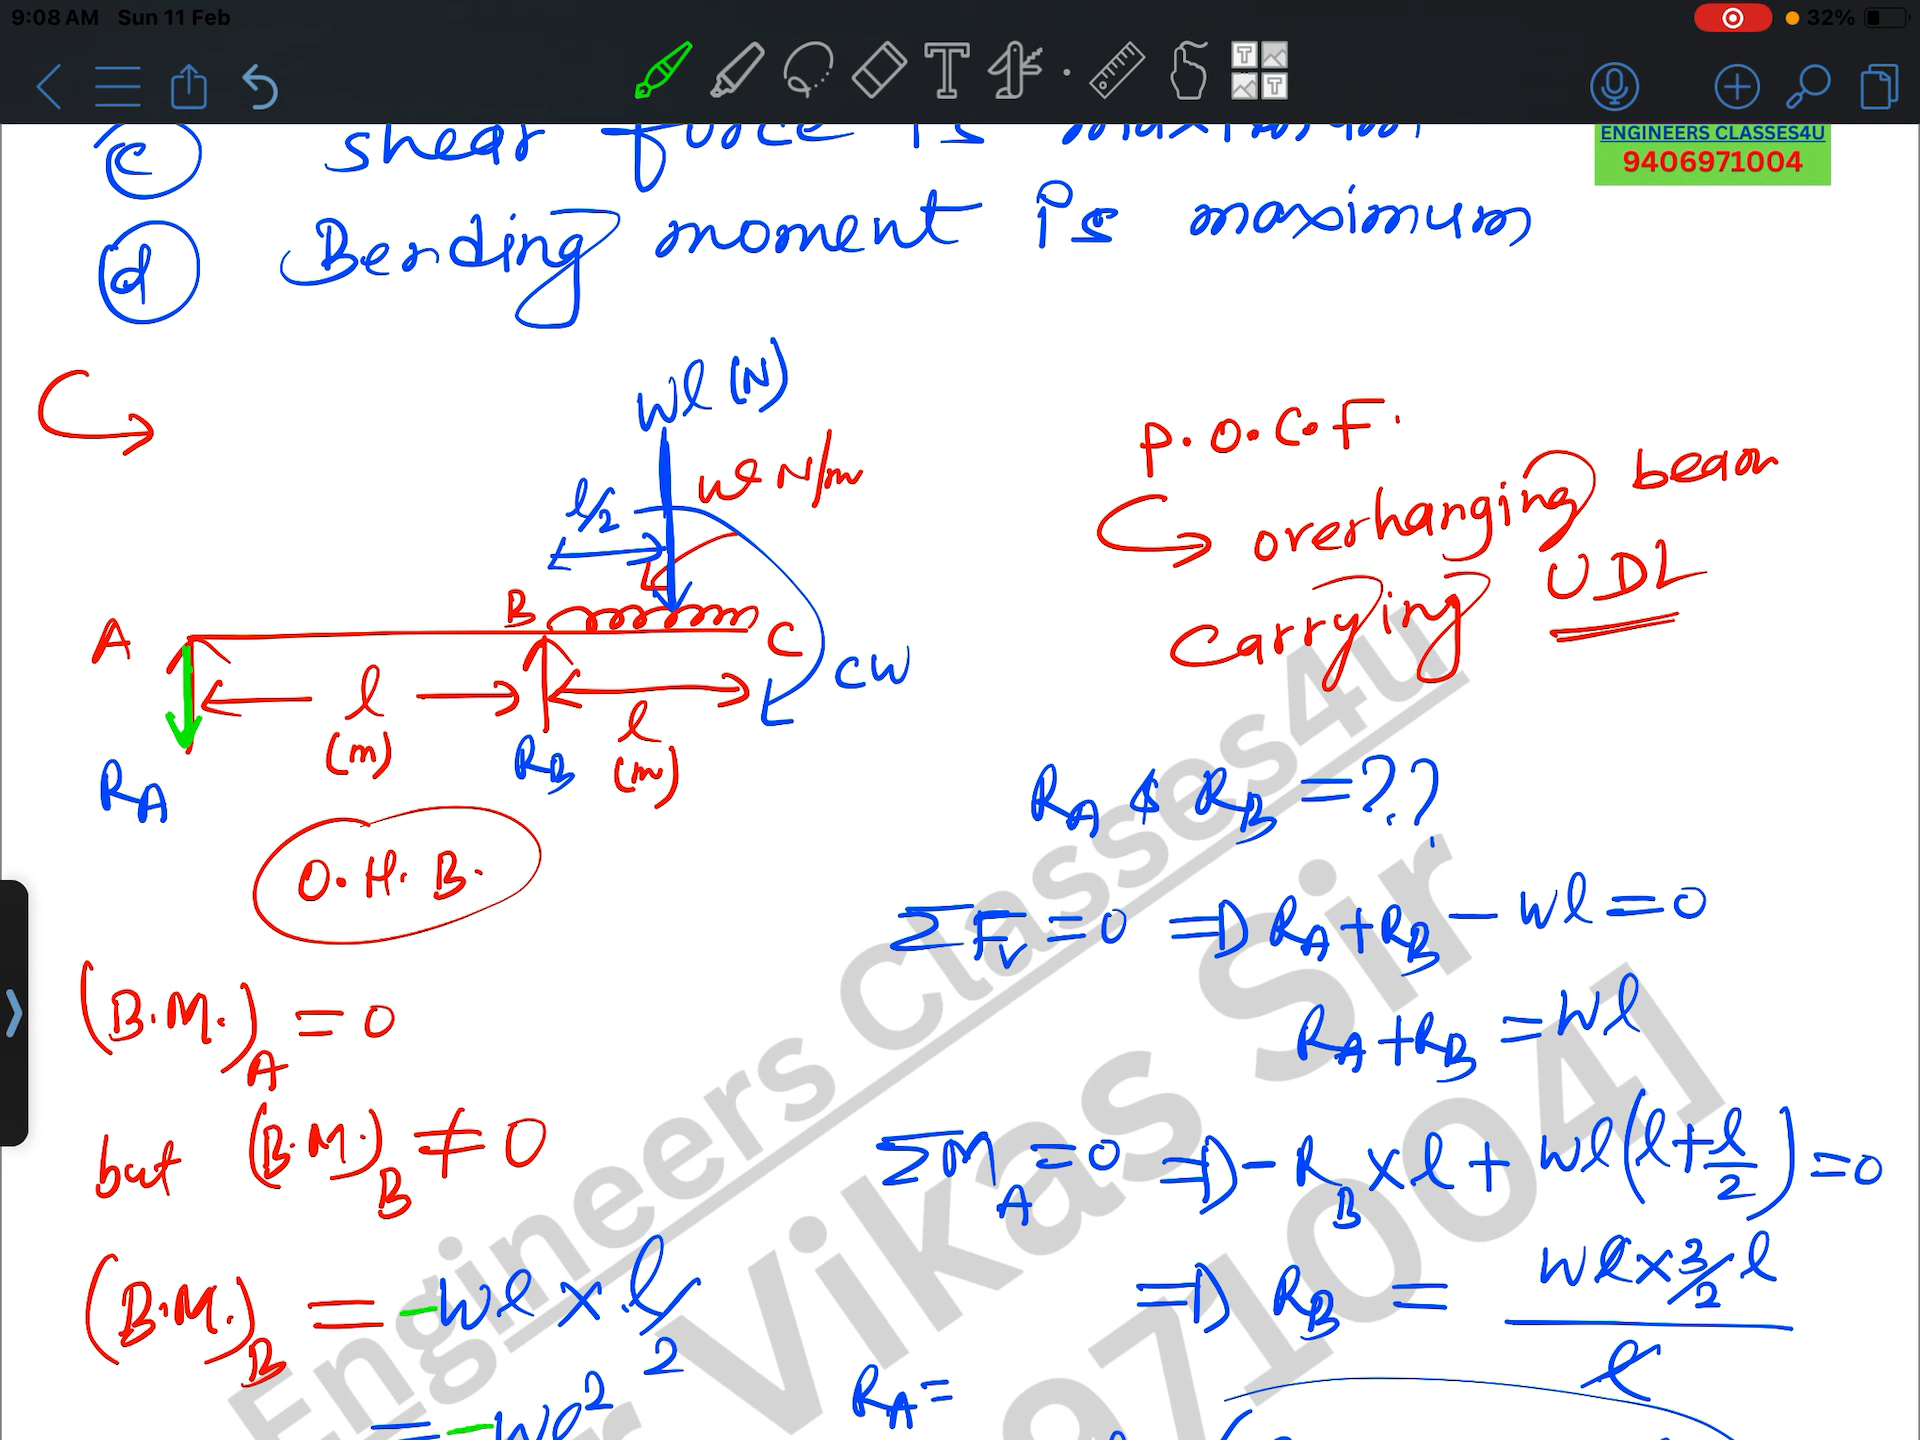 9:08 AM Sun 11 Feb
32%
ENGINEERS CLASSES4U
9406971004
c shear force is maximum
d Bending moment is maximum
Wl (N)
l/2
N/m
A
B
C
CW
l
(m)
l
(m)
RA
RB
O.H.B.
P.O.C.F.
overhanging beam
Carrying UDL
RA & RB = ??
ΣFv = 0 ⇒ RA + RB − Wl = 0
RA + RB = Wl
(B.M.)A = 0
but (B.M.)B ≠ 0
ΣMA = 0 ⇒ − RB × l + Wl(l + l/2) = 0
(B.M.)B = −Wl × l/2
⇒ RB = Wl × 3/2 l / l
RA =
= −Wl²
Engineers Classes4u
Vikas Sir